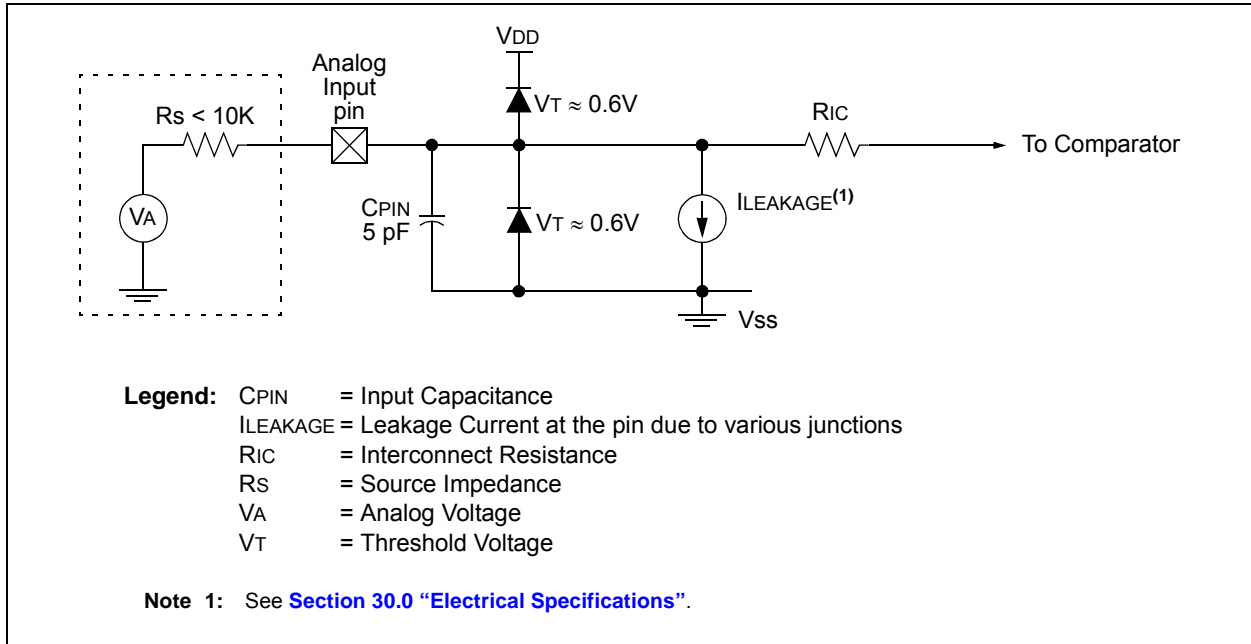 VDD
Analog
Input
pin
Rs < 10K
VT ≈ 0.6V
RIC
To Comparator
VA
CPIN
5 pF
VT ≈ 0.6V
ILEAKAGE(1)
Vss
Legend: CPIN = Input Capacitance
ILEAKAGE = Leakage Current at the pin due to various junctions
RIC = Interconnect Resistance
RS = Source Impedance
VA = Analog Voltage
VT = Threshold Voltage
Note 1: See Section 30.0 “Electrical Specifications”.